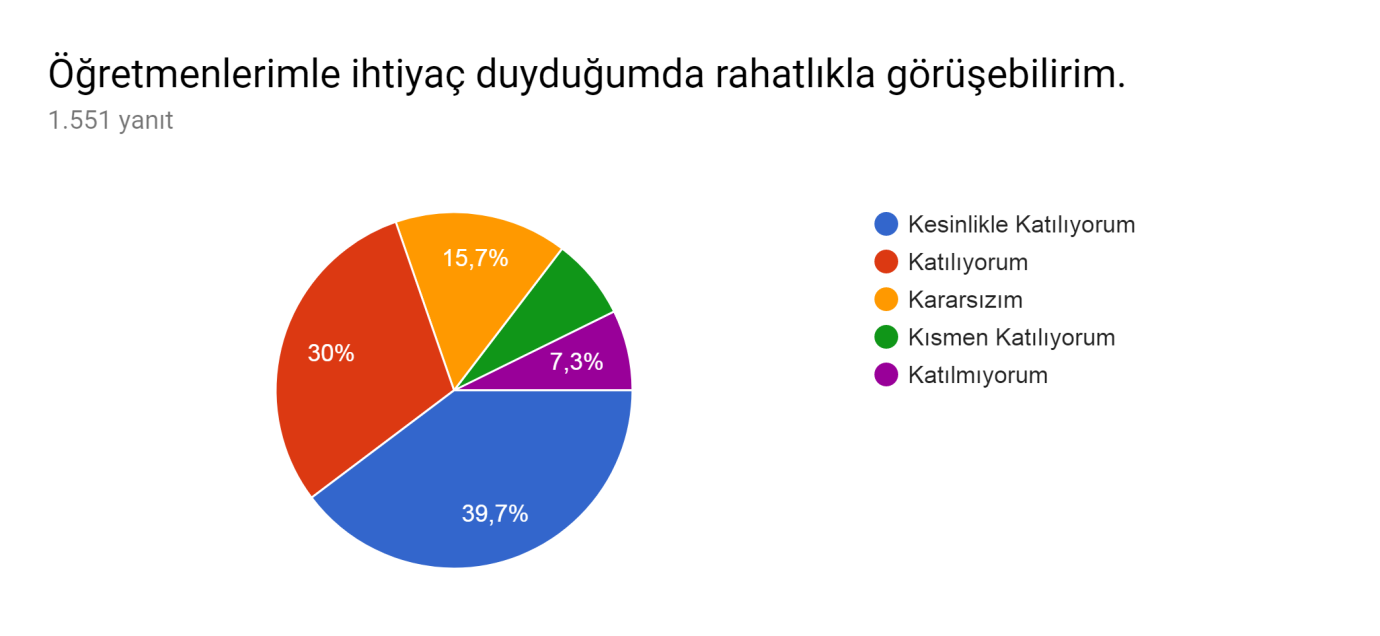 Öğretmenlerimle ihtiyaç duyduğumda rahatlıkla görüşebilirim.
1.551 yanıt
Kesinlikle Katılıyorum
Katılıyorum
Kararsızım
Kısmen Katılıyorum
Katılmıyorum
15,7%
30%
7,3%
39,7%